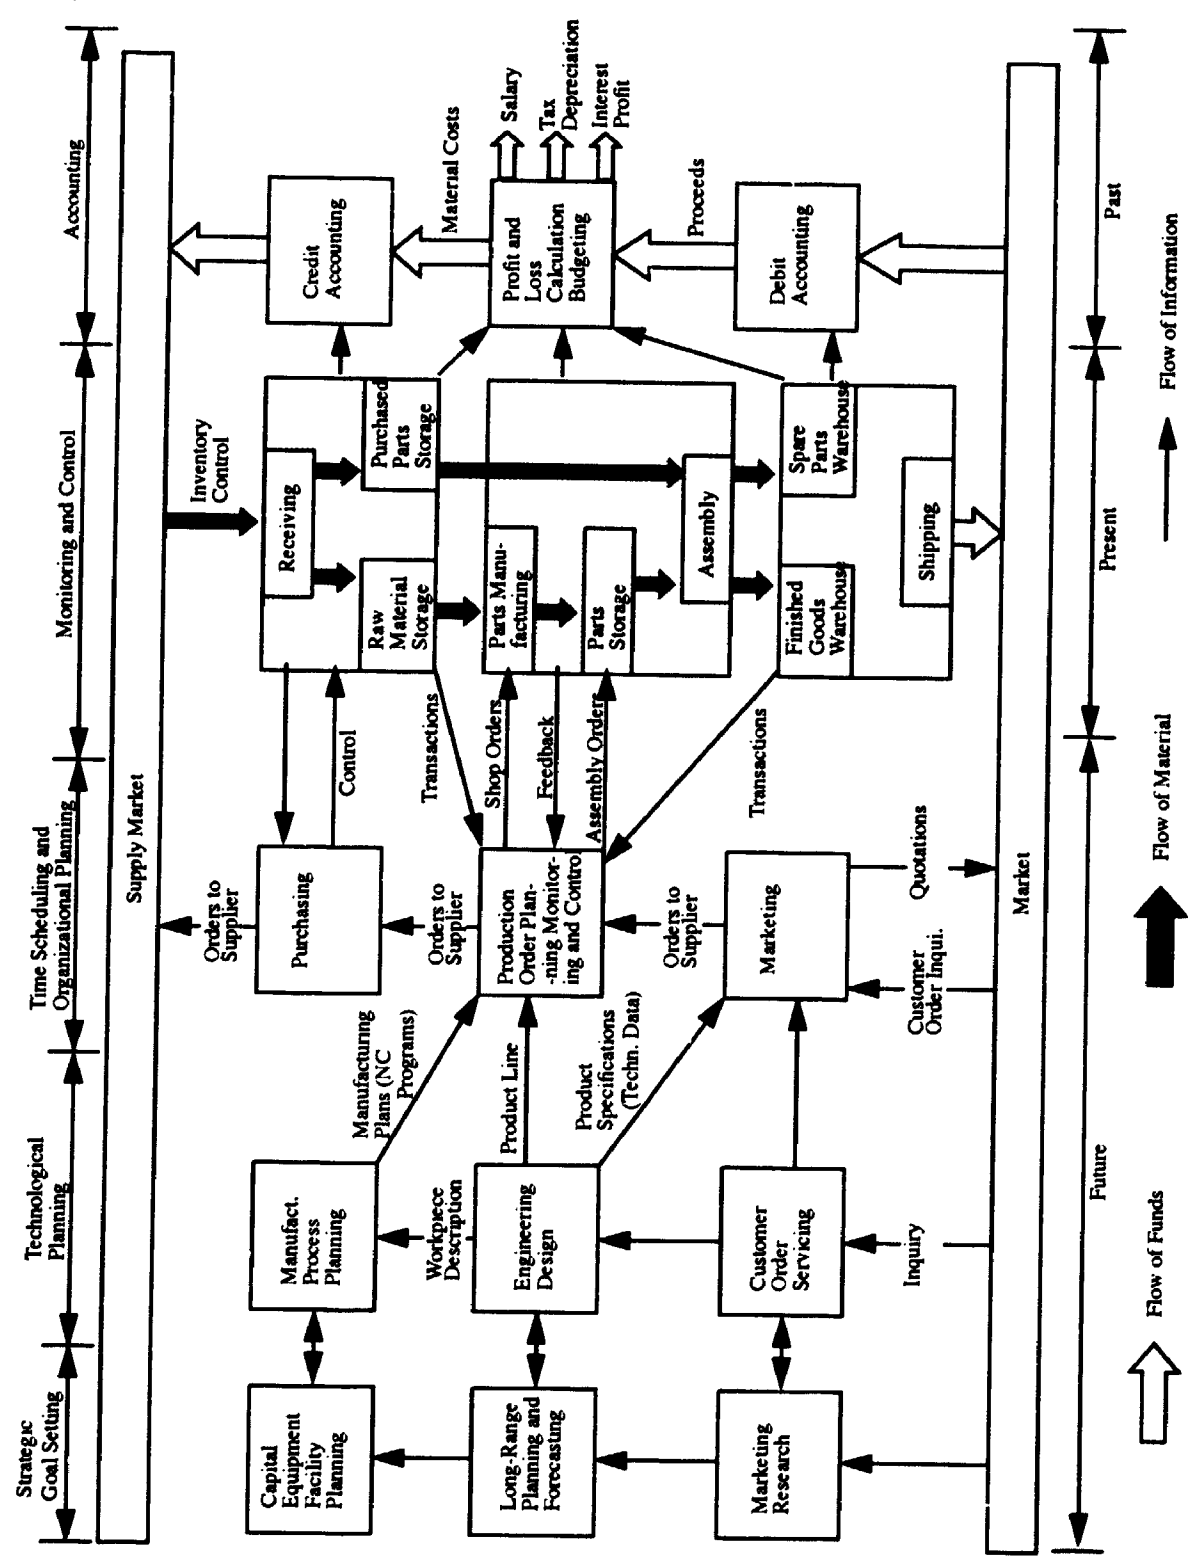 Strategic
Goal Setting
Technological
Planning
Time Scheduling and
Organizational Planning
Monitoring and Control
Accounting
Supply Market
Capital
Equipment
Facility
Planning
Manufact.
Process
Planning
Manufacturing
Plans (NC
Programs)
Orders to
Supplier
Purchasing
Control
Inventory
Control
Receiving
Raw
Material
Storage
Purchased
Parts
Storage
Credit
Accounting
Material Costs
Long-Range
Planning and
Forecasting
Workpiece
Description
Engineering
Design
Product Line
Orders to
Supplier
Production
Order Plan-
-ning Monitor-
ing and Control
Transactions
Shop Orders
Feedback
Assembly Orders
Parts Manu-
facturing
Parts
Storage
Assembly
Profit and
Loss
Calculation
Budgeting
Salary
Tax
Depreciation
Interest
Profit
Marketing
Research
Customer
Order
Servicing
Product
Specifications
(Techn. Data)
Orders to
Supplier
Marketing
Transactions
Finished
Goods
Warehouse
Spare
Parts
Warehouse
Shipping
Proceeds
Debit
Accounting
Inquiry
Customer
Order Inqui.
Quotations
Market
Future
Present
Past
Flow of Funds
Flow of Material
Flow of Information